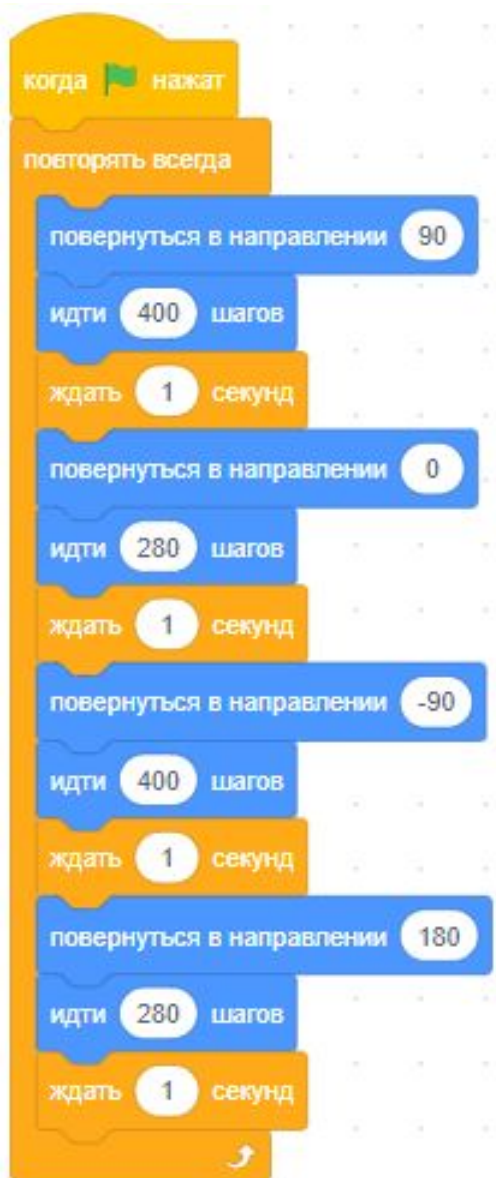 когда нажат
повторять всегда
повернуться в направлении 90
идти 400 шагов
ждать 1 секунд
повернуться в направлении 0
идти 280 шагов
ждать 1 секунд
повернуться в направлении -90
идти 400 шагов
ждать 1 секунд
повернуться в направлении 180
идти 280 шагов
ждать 1 секунд